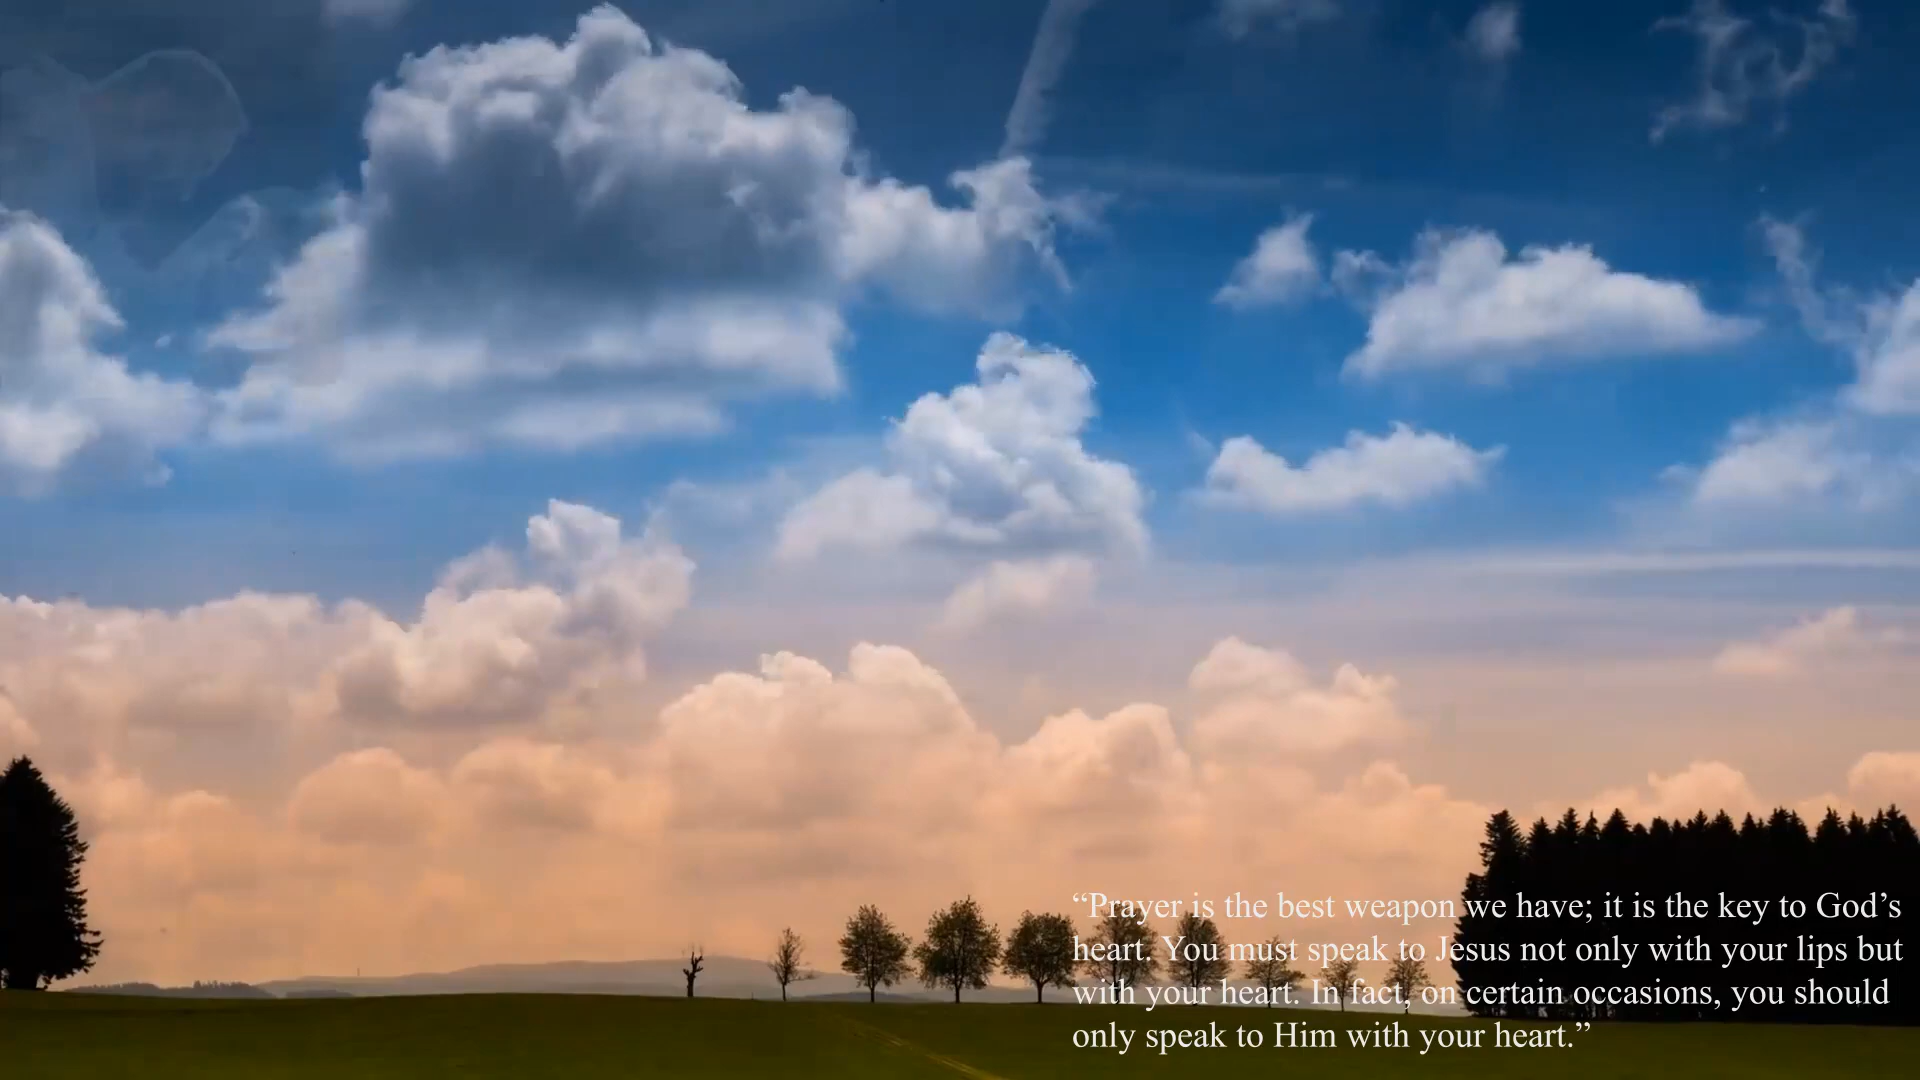 “Prayer is the best weapon we have; it is the key to God’s
heart. You must speak to Jesus not only with your lips but
with your heart. In fact, on certain occasions, you should
only speak to Him with your heart.”